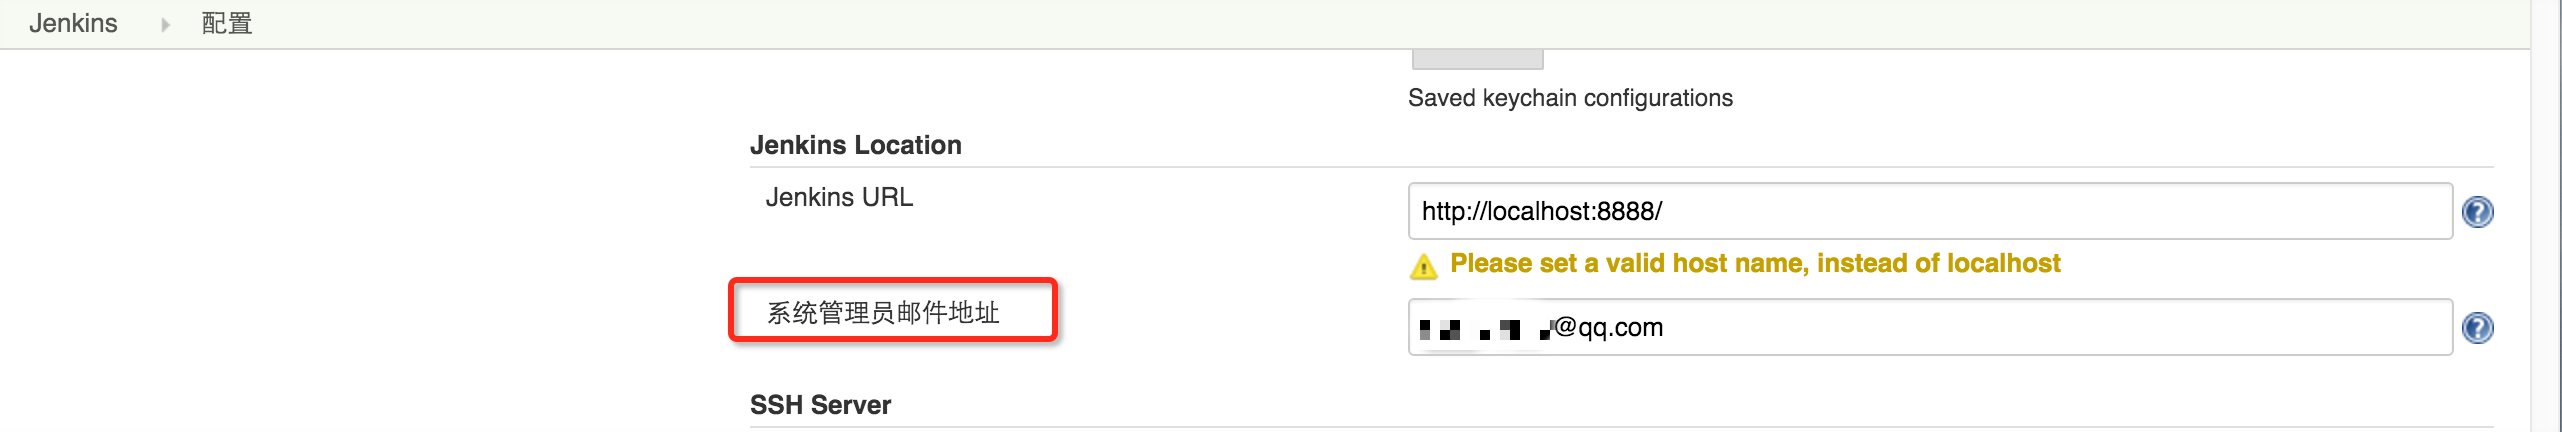 Jenkins 配置
Saved keychain configurations
Jenkins Location
Jenkins URL
http://localhost:8888/
Please set a valid host name, instead of localhost
系统管理员邮件地址
@qq.com
SSH Server